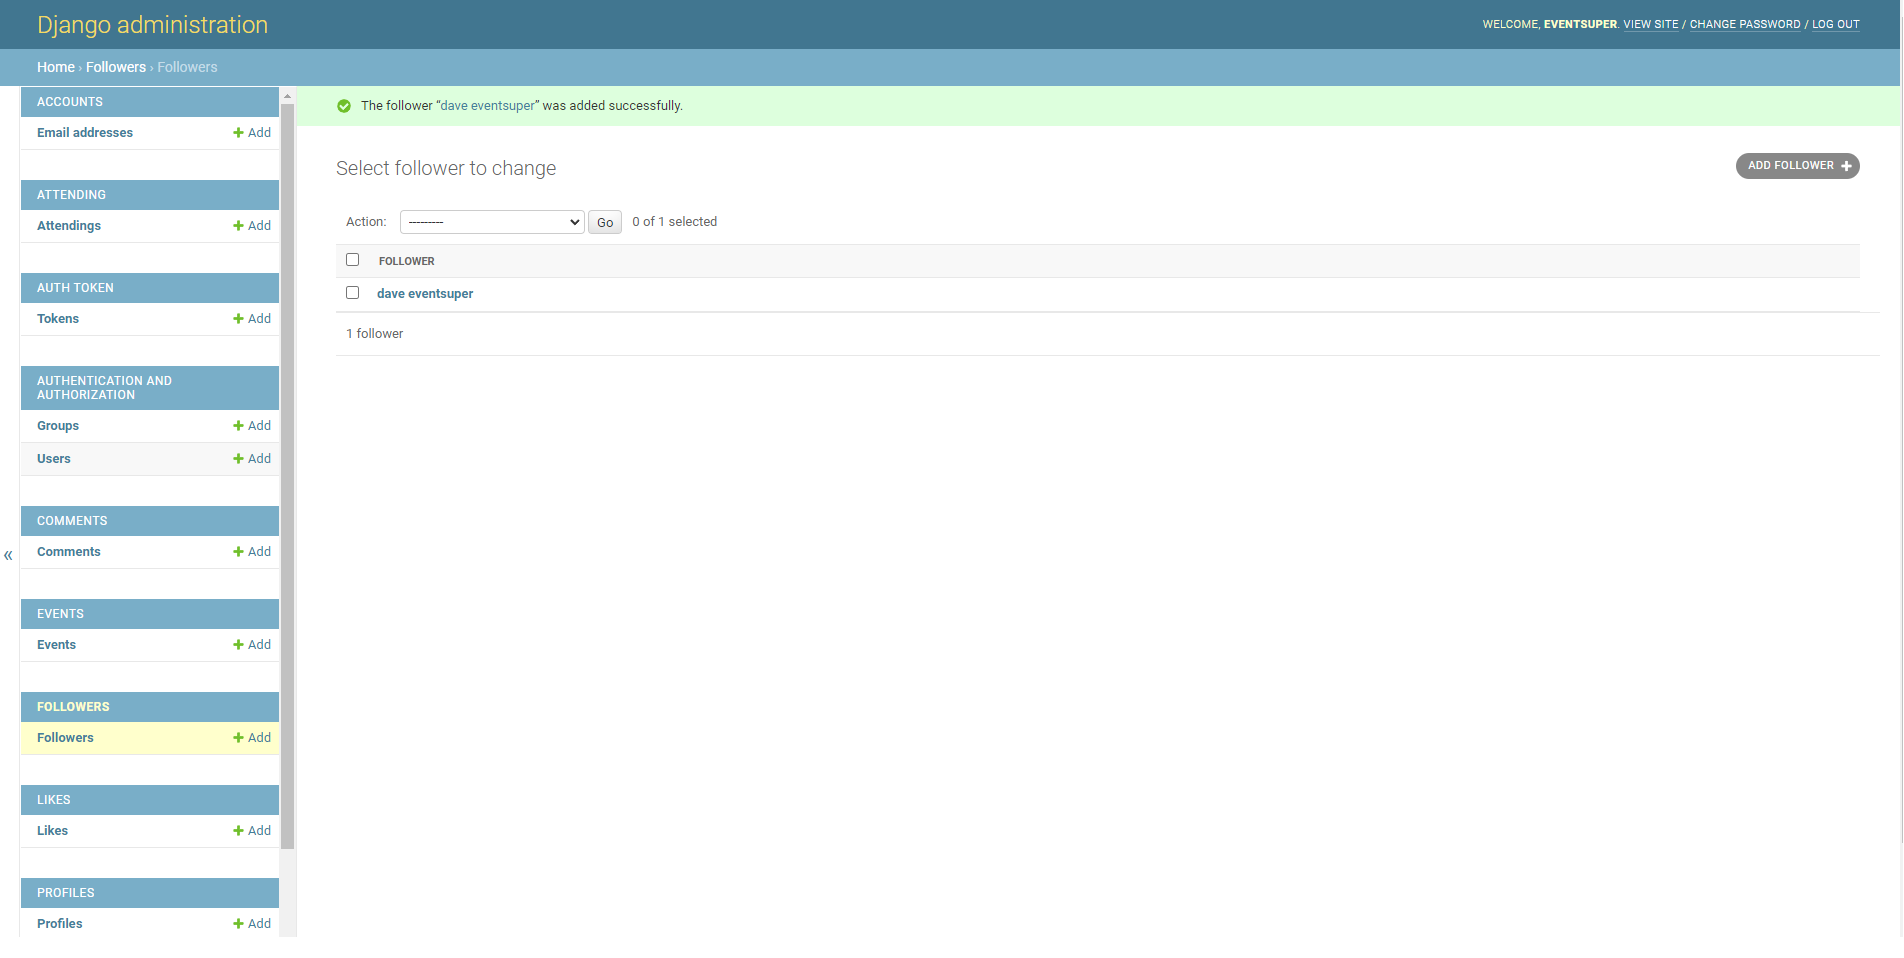 Django administration
WELCOME, EVENTSUPER. VIEW SITE / CHANGE PASSWORD / LOG OUT
Home › Followers › Followers
ACCOUNTS
Email addresses
Add
ATTENDING
Attendings
Add
AUTH TOKEN
Tokens
Add
AUTHENTICATION AND
AUTHORIZATION
Groups
Add
Users
Add
COMMENTS
Comments
Add
EVENTS
Events
Add
FOLLOWERS
Followers
Add
LIKES
Likes
Add
PROFILES
Profiles
Add
«
The follower “dave eventsuper” was added successfully.
Select follower to change
ADD FOLLOWER
Action: --------- Go 0 of 1 selected
FOLLOWER
dave eventsuper
1 follower